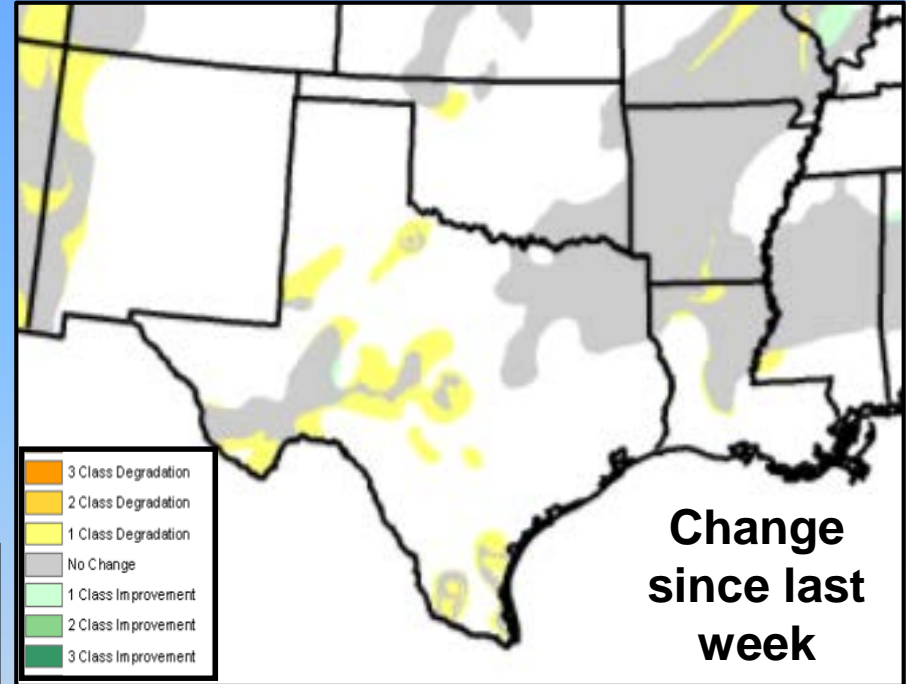 3 Class Degradation
2 Class Degradation
1 Class Degradation
No Change
1 Class Improvement
2 Class Improvement
3 Class Improvement
Change
since last
week